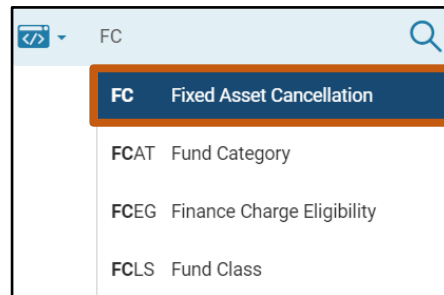 FC
FC Fixed Asset Cancellation
FCAT Fund Category
FCEG Finance Charge Eligibility
FCLS Fund Class